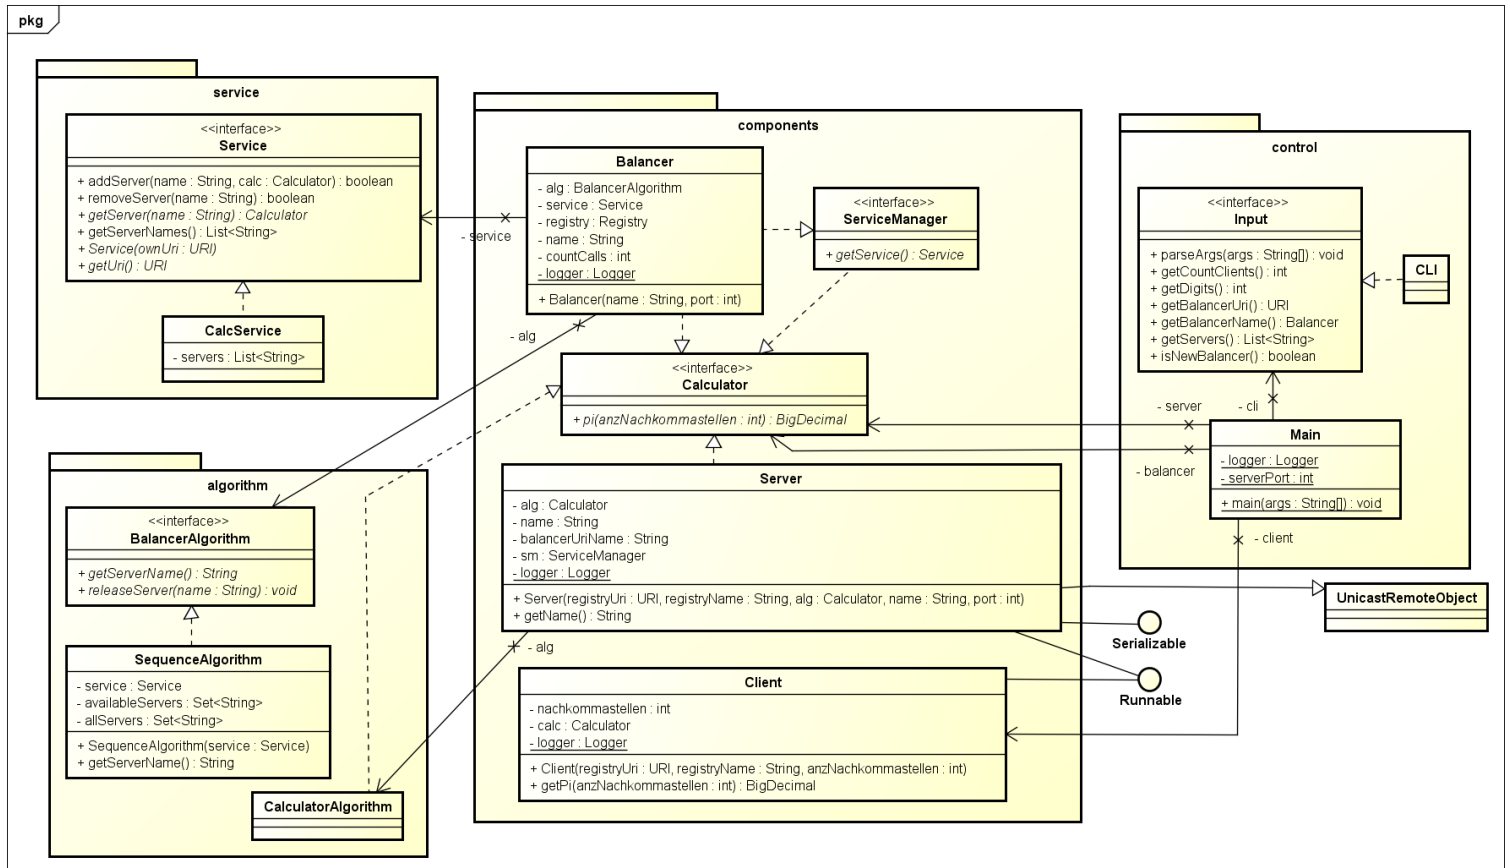 pkg
service
<<interface>>
Service
+ addServer(name : String, calc : Calculator) : boolean
+ removeServer(name : String) : boolean
+ getServer(name : String) : Calculator
+ getServerNames() : List<String>
+ Service(ownUri : URI)
+ getUri() : URI
CalcService
- servers : List<String>
components
Balancer
- alg : BalancerAlgorithm
- service : Service
- registry : Registry
- name : String
- countCalls : int
- logger : Logger
+ Balancer(name : String, port : int)
- service
- alg
<<interface>>
ServiceManager
+ getService() : Service
<<interface>>
Calculator
+ pi(anzNachkommastellen : int) : BigDecimal
Server
- alg : Calculator
- name : String
- balancerUriName : String
- sm : ServiceManager
- logger : Logger
+ Server(registryUri : URI, registryName : String, alg : Calculator, name : String, port : int)
+ getName() : String
- alg
Client
- nachkommastellen : int
- calc : Calculator
- logger : Logger
+ Client(registryUri : URI, registryName : String, anzNachkommastellen : int)
+ getPi(anzNachkommastellen : int) : BigDecimal
control
<<interface>>
Input
+ parseArgs(args : String[]) : void
+ getCountClients() : int
+ getDigits() : int
+ getBalancerUri() : URI
+ getBalancerName() : Balancer
+ getServers() : List<String>
+ isNewBalancer() : boolean
CLI
- server
- cli
- balancer
Main
- logger : Logger
- serverPort : int
+ main(args : String[]) : void
- client
UnicastRemoteObject
Serializable
Runnable
algorithm
<<interface>>
BalancerAlgorithm
+ getServerName() : String
+ releaseServer(name : String) : void
SequenceAlgorithm
- service : Service
- availableServers : Set<String>
- allServers : Set<String>
+ SequenceAlgorithm(service : Service)
+ getServerName() : String
CalculatorAlgorithm